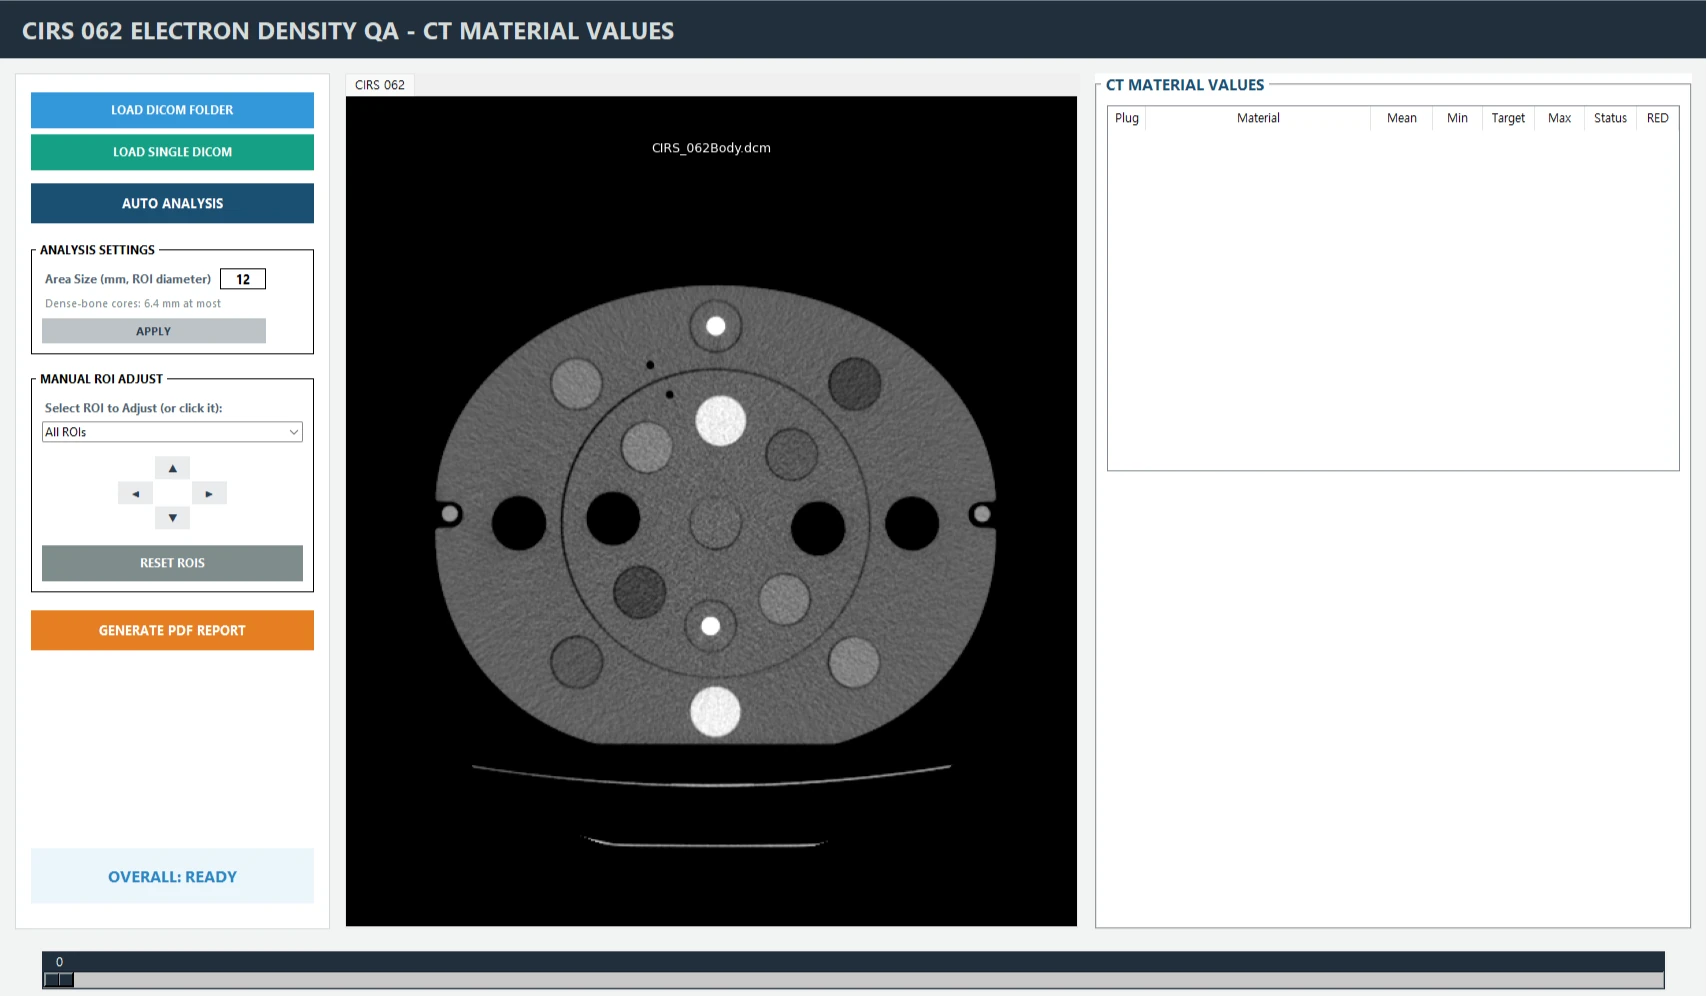 CIRS 062 ELECTRON DENSITY QA - CT MATERIAL VALUES
LOAD DICOM FOLDER
LOAD SINGLE DICOM
AUTO ANALYSIS
ANALYSIS SETTINGS
Area Size (mm, ROI diameter) 12
Dense-bone cores: 6.4 mm at most
APPLY
MANUAL ROI ADJUST
Select ROI to Adjust (or click it):
All ROIs
▲
◄ ►
▼
RESET ROIS
GENERATE PDF REPORT
OVERALL: READY
CIRS 062
CIRS_062Body.dcm
CT MATERIAL VALUES
Plug Material Mean Min Target Max Status RED
0